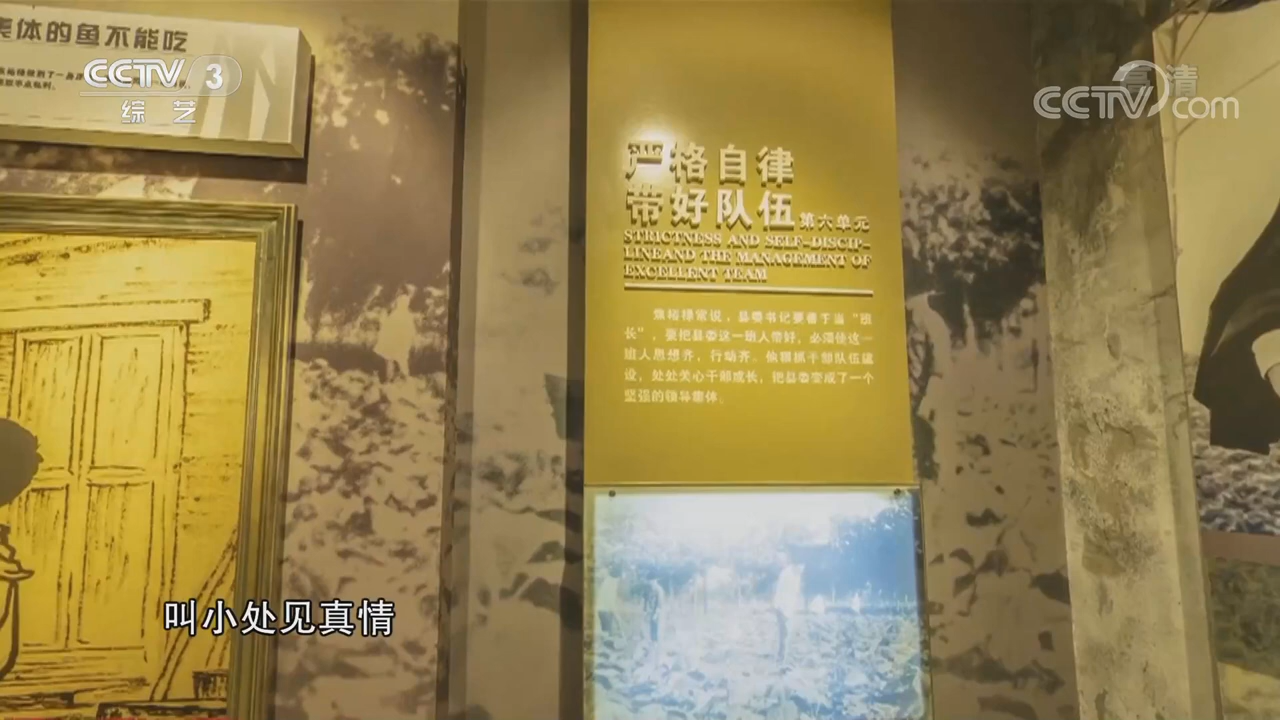 集体的鱼不能吃
CCTV 3
综艺
高清
CCTV.com
严格自律
带好队伍 第六单元
STRICTNESS AND SELF-DISCIP-
LINEAND THE MANAGEMENT OF
EXCELLENT TEAM
焦裕禄常说，县委书记要善于当“班
长”，要把县委这一班人带好，必须使这一
班人思想齐，行动齐。他狠抓干部队伍建
设，处处关心干部成长，把县委变成了一个
坚强的领导集体。
叫小处见真情